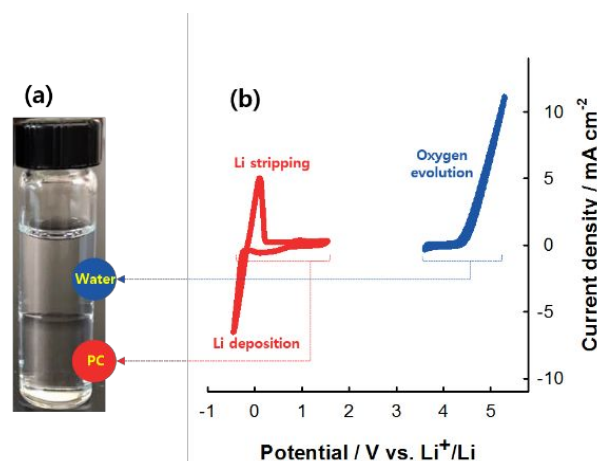 (a)
Water
PC
(b)
Li stripping
Li deposition
Oxygen
evolution
10
5
0
-5
-10
Current density / mA cm⁻²
-1 0 1 2 3 4 5
Potential / V vs. Li⁺/Li